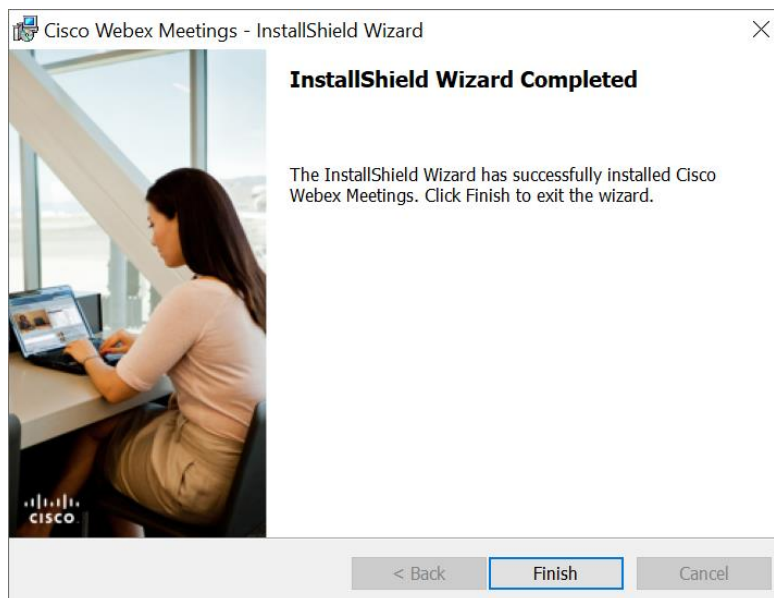 Cisco Webex Meetings - InstallShield Wizard
InstallShield Wizard Completed
The InstallShield Wizard has successfully installed Cisco
Webex Meetings. Click Finish to exit the wizard.
CISCO
< Back Finish Cancel